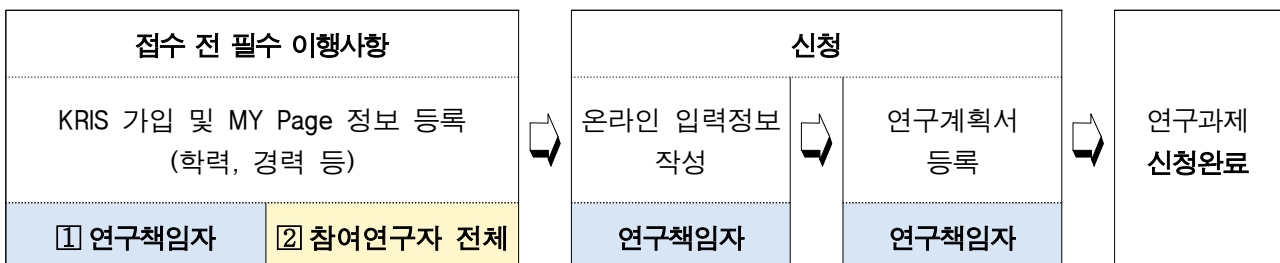 접수 전 필수 이행사항
KRIS 가입 및 MY Page 정보 등록
(학력, 경력 등)
1 연구책임자
2 참여연구자 전체
신청
온라인 입력정보
작성
연구책임자
연구계획서
등록
연구책임자
연구과제
신청완료